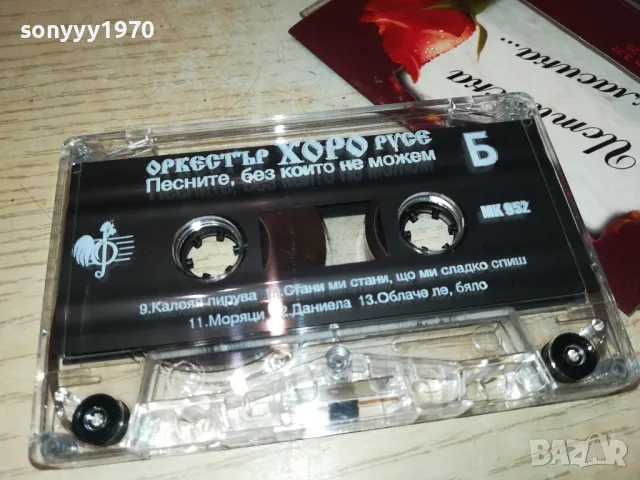 sonyyy1970
Истинска
класика...
ОРКЕСТЪР ХОРО РУСЕ
Песните, без които не можем
Б
МК 952
9.Калеяи пирува 10.Стани ми стани, що ми сладко спиш
11.Моряци 12.Даниела 13.Облаче ле, бяло
BAZAR